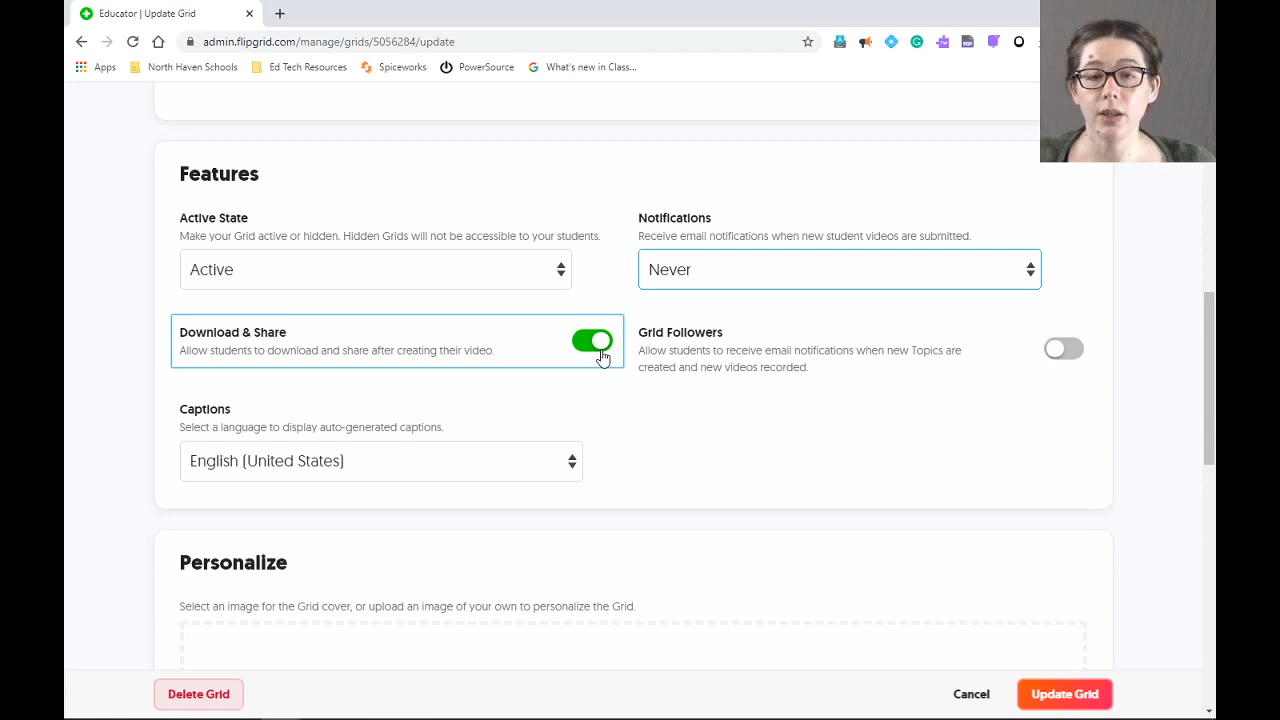 Educator | Update Grid
admin.flipgrid.com/manage/grids/5056284/update
Apps North Haven Schools Ed Tech Resources Spiceworks PowerSource What's new in Class...
Features
Active State
Make your Grid active or hidden. Hidden Grids will not be accessible to your students.
Active
Notifications
Receive email notifications when new student videos are submitted.
Never
Download & Share
Allow students to download and share after creating their video.
Grid Followers
Allow students to receive email notifications when new Topics are
created and new videos recorded.
Captions
Select a language to display auto-generated captions.
English (United States)
Personalize
Select an image for the Grid cover, or upload an image of your own to personalize the Grid.
Delete Grid Cancel Update Grid